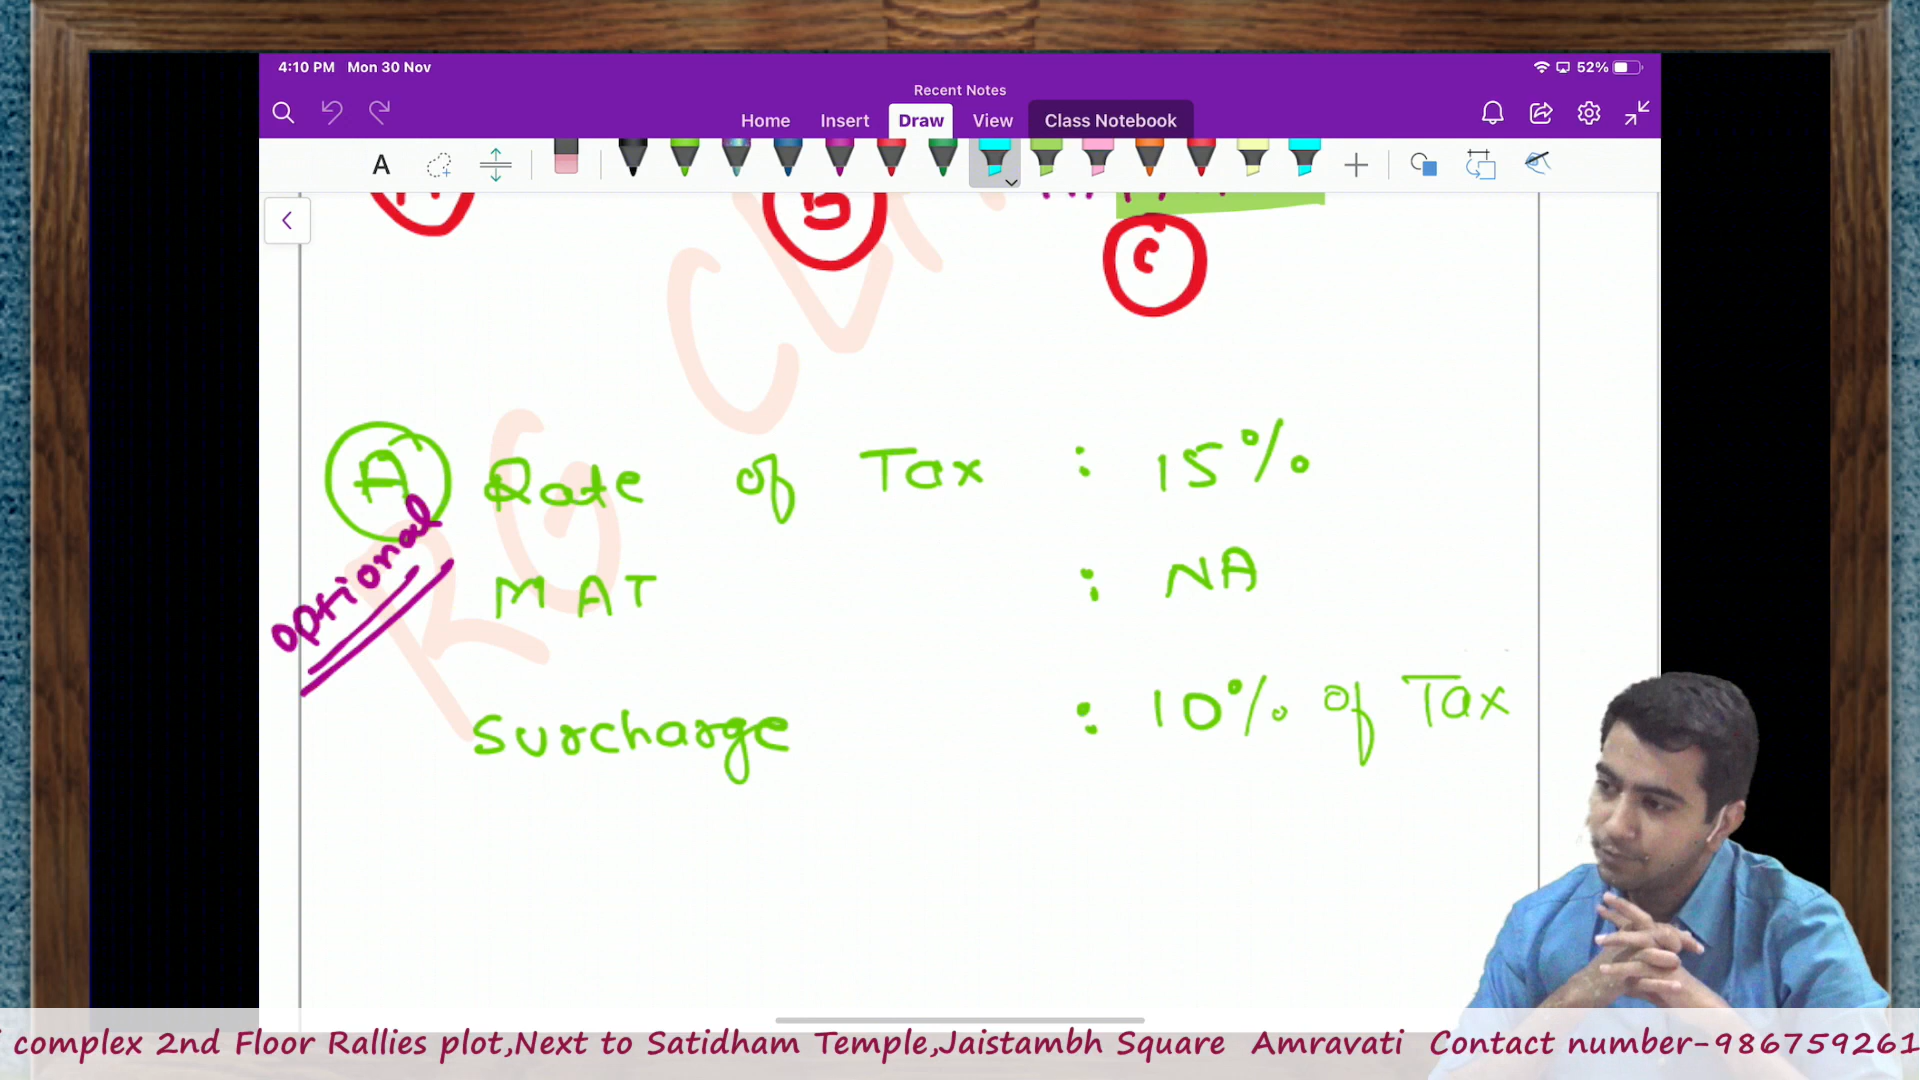 4:10 PM Mon 30 Nov
52%
Recent Notes
Home Insert Draw View Class Notebook
A
B
C
RG
A Rate of Tax : 15%
Optional
MAT : NA
Surcharge : 10% of Tax
complex 2nd Floor Rallies plot,Next to Satidham Temple,Jaistambh Square Amravati Contact number-986759261